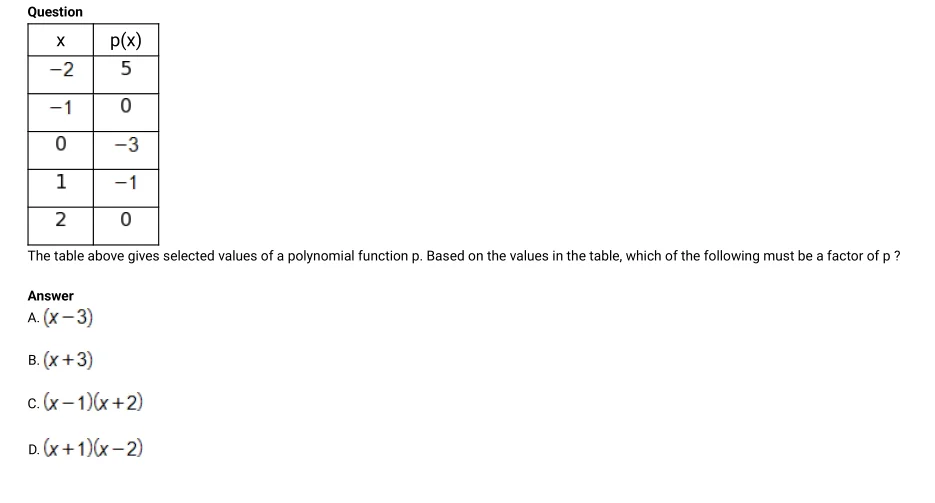 Question
x p(x)
−2 5
−1 0
0 −3
1 −1
2 0
The table above gives selected values of a polynomial function p. Based on the values in the table, which of the following must be a factor of p ?
Answer
A. (x−3)
B. (x+3)
C. (x−1)(x+2)
D. (x+1)(x−2)